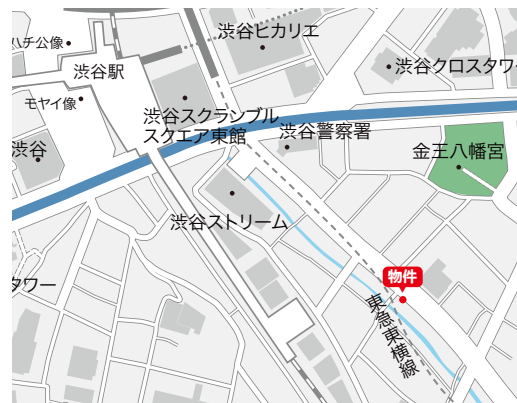 渋谷ヒカリエ
ハチ公像
渋谷駅
渋谷クロスタワー
モヤイ像
渋谷スクランブル
スクエア東館
渋谷警察署
渋谷
金王八幡宮
渋谷ストリーム
物件
タワー
東急東横線